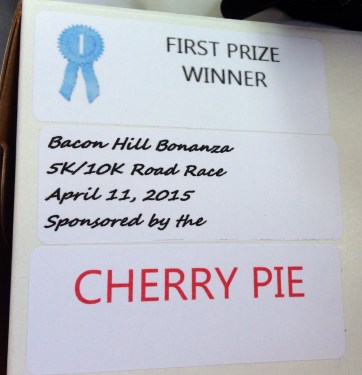 1
FIRST PRIZE
WINNER
Bacon Hill Bonanza
5K/10K Road Race
April 11, 2015
Sponsored by the
CHERRY PIE